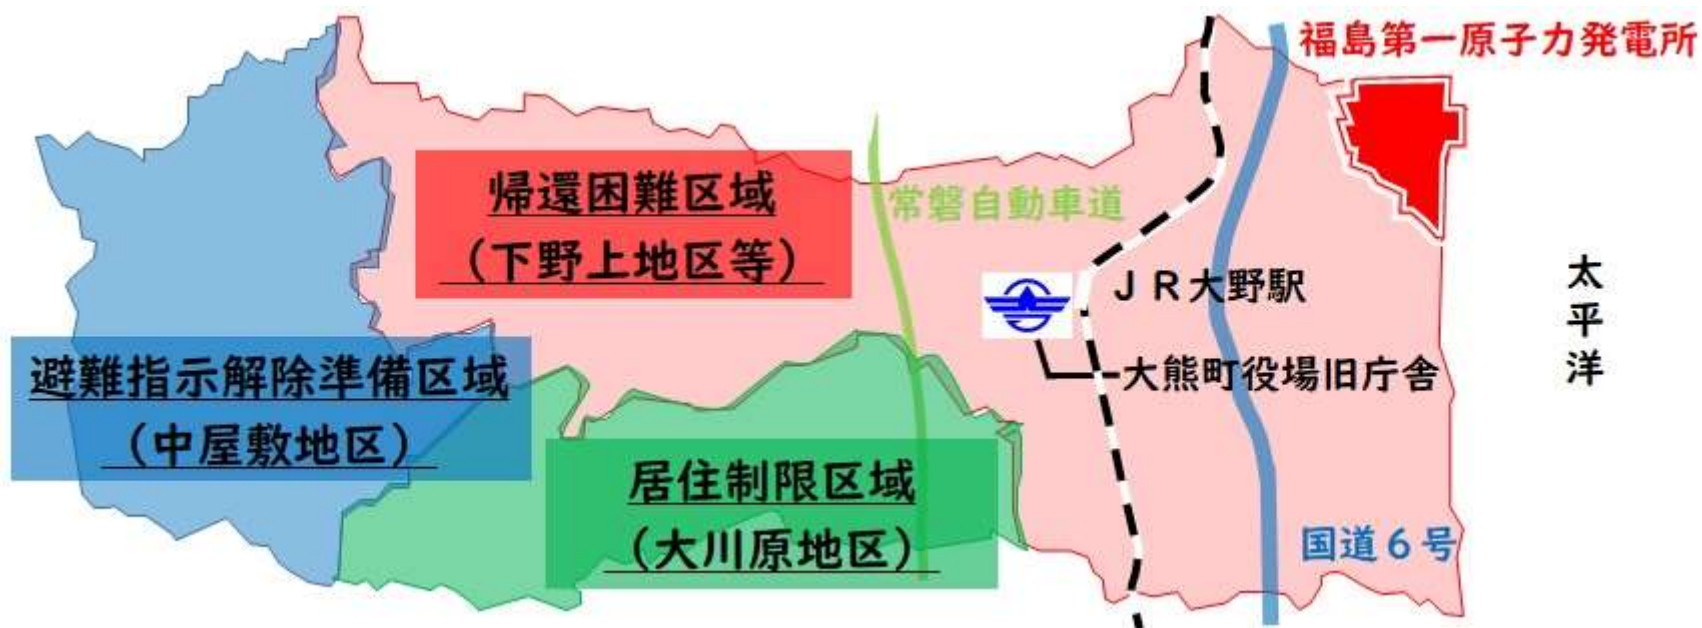 福島第一原子力発電所
帰還困難区域
（下野上地区等）
常磐自動車道
ＪＲ大野駅
太平洋
避難指示解除準備区域
（中屋敷地区）
大熊町役場旧庁舎
居住制限区域
（大川原地区）
国道６号